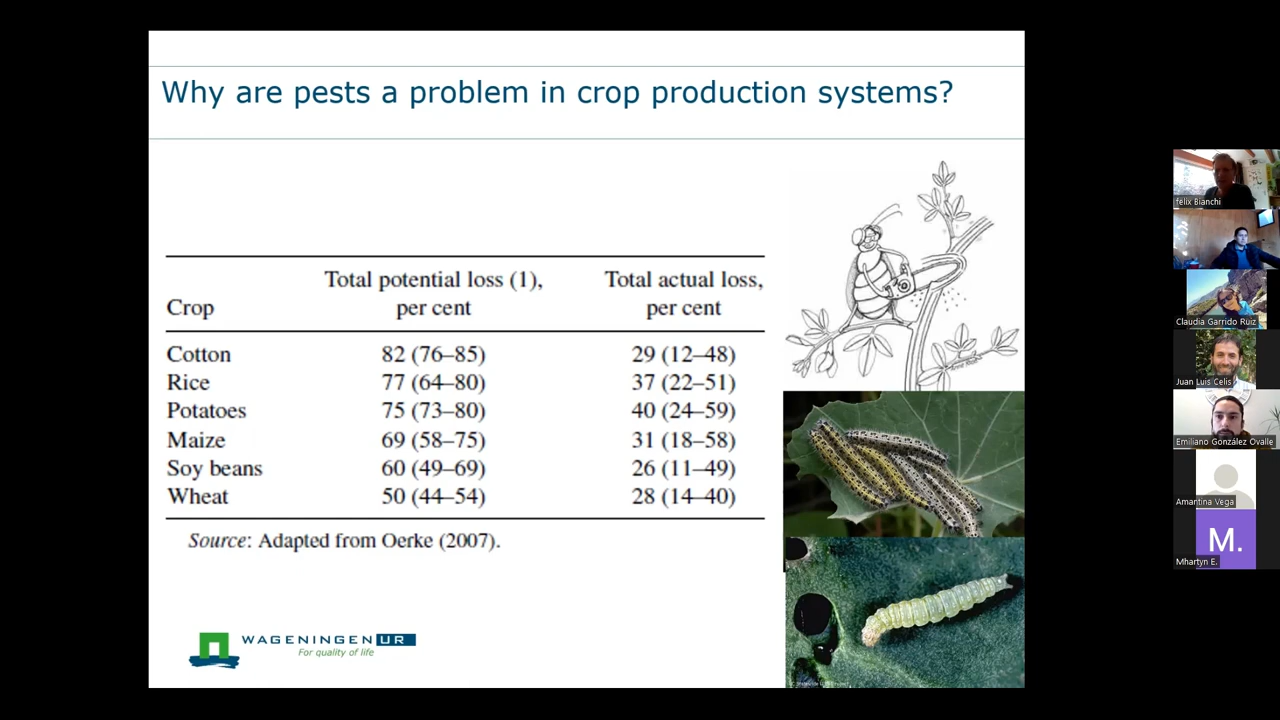 Why are pests a problem in crop production systems?
Total potential loss (1), Total actual loss,
Crop per cent per cent
Cotton 82 (76–85) 29 (12–48)
Rice 77 (64–80) 37 (22–51)
Potatoes 75 (73–80) 40 (24–59)
Maize 69 (58–75) 31 (18–58)
Soy beans 60 (49–69) 26 (11–49)
Wheat 50 (44–54) 28 (14–40)
Source: Adapted from Oerke (2007).
WAGENINGEN UR
For quality of life
félix Bianchi
Claudia Garrido Ruiz
Juan Luis Celis
Emiliano González Ovalle
Amantina Vega
M.
Mhartyn E.